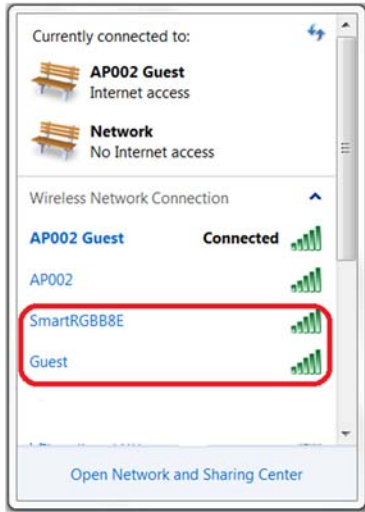 Currently connected to:
AP002 Guest
Internet access
Network
No Internet access
Wireless Network Connection
AP002 Guest Connected
AP002
SmartRGBB8E
Guest
Open Network and Sharing Center